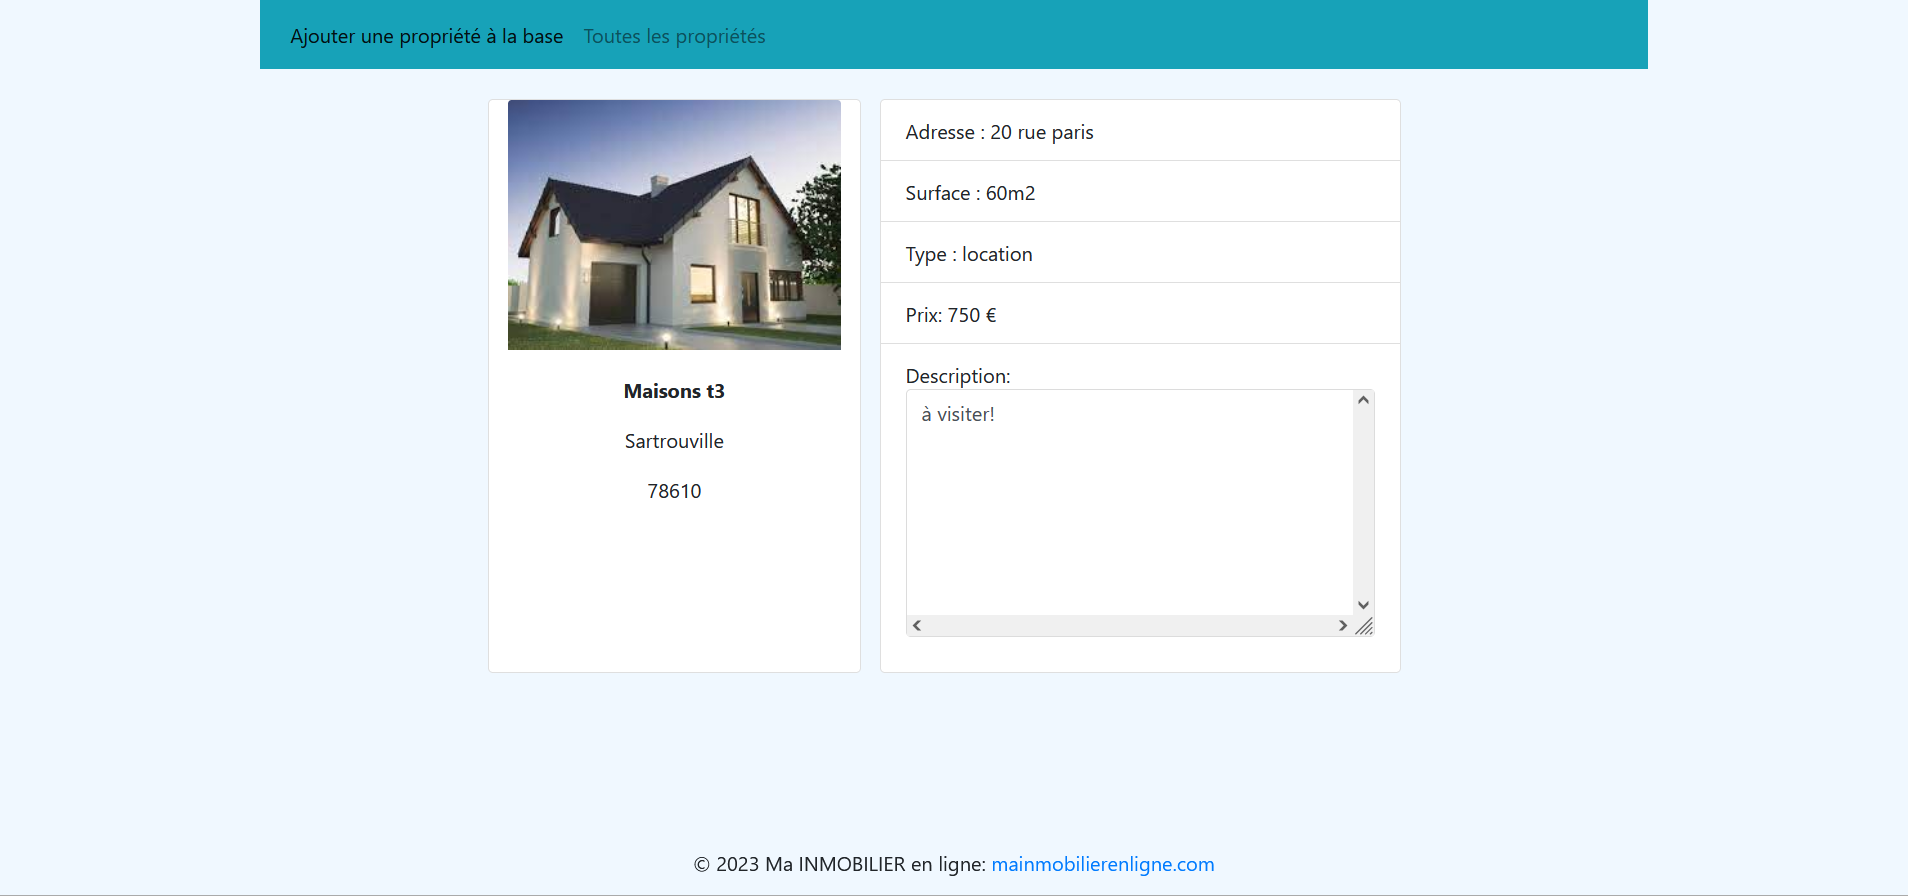 Ajouter une propriété à la base Toutes les propriétés
Maisons t3
Sartrouville
78610
Adresse : 20 rue paris
Surface : 60m2
Type : location
Prix: 750 €
Description:
à visiter!
© 2023 Ma INMOBILIER en ligne: mainmobilierenligne.com